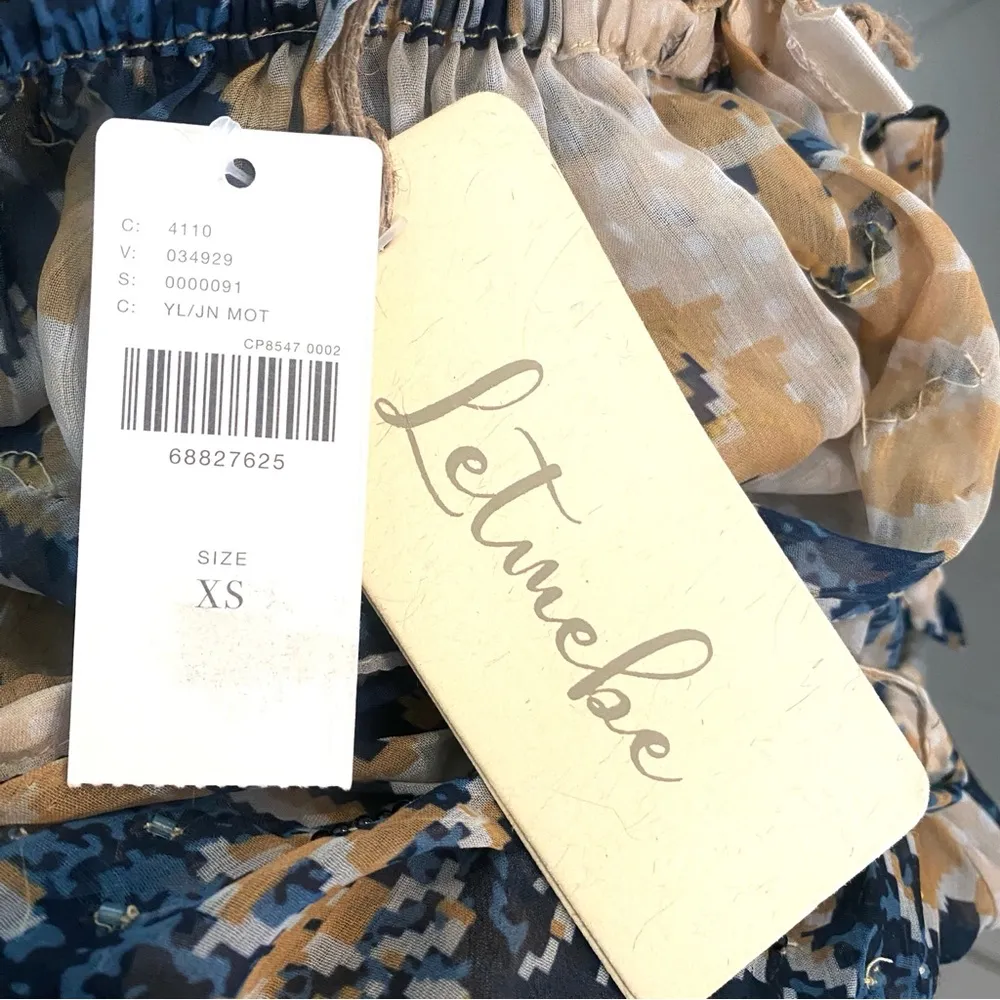 C: 4110
V: 034929
S: 0000091
C: YL/JN MOT
CP8547 0002
68827625
SIZE
XS
Letmebe